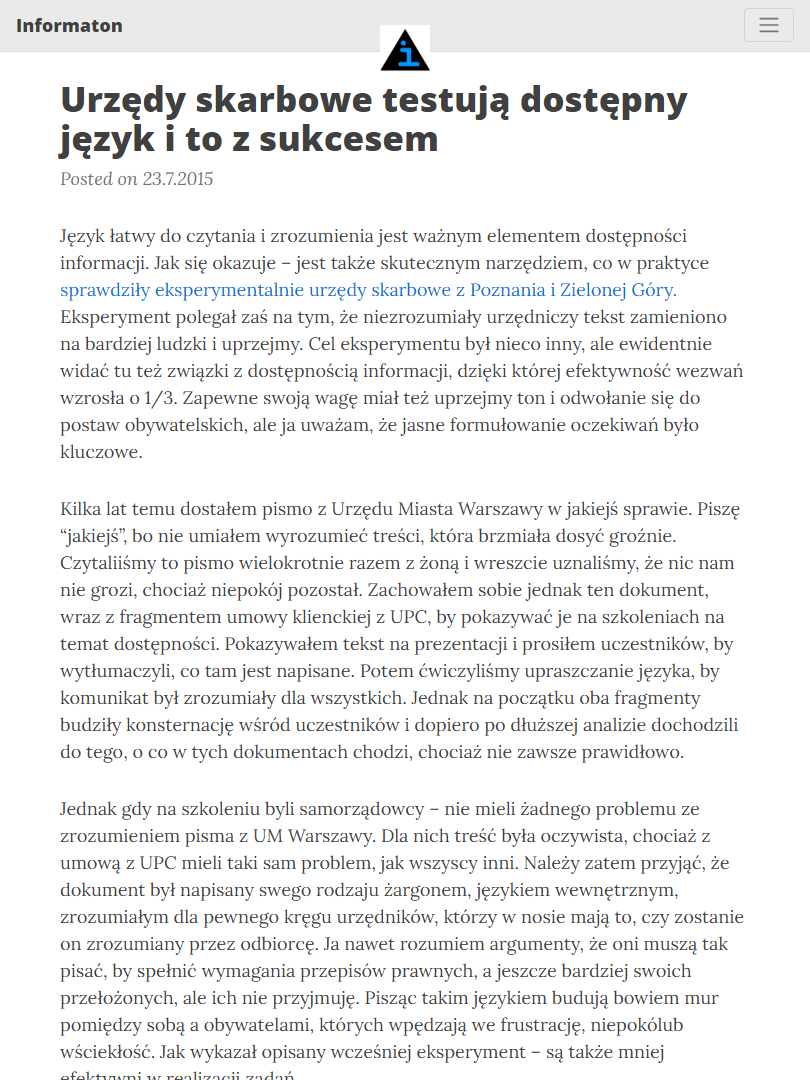 Informaton
i
Urzędy skarbowe testują dostępny
język i to z sukcesem
Posted on 23.7.2015
Język łatwy do czytania i zrozumienia jest ważnym elementem dostępności
informacji. Jak się okazuje – jest także skutecznym narzędziem, co w praktyce
sprawdziły eksperymentalnie urzędy skarbowe z Poznania i Zielonej Góry.
Eksperyment polegał zaś na tym, że niezrozumiały urzędniczy tekst zamieniono
na bardziej ludzki i uprzejmy. Cel eksperymentu był nieco inny, ale ewidentnie
widać tu też związki z dostępnością informacji, dzięki której efektywność wezwań
wzrosła o 1/3. Zapewne swoją wagę miał też uprzejmy ton i odwołanie się do
postaw obywatelskich, ale ja uważam, że jasne formułowanie oczekiwań było
kluczowe.
Kilka lat temu dostałem pismo z Urzędu Miasta Warszawy w jakiejś sprawie. Piszę
“jakiejś”, bo nie umiałem wyrozumieć treści, która brzmiała dosyć groźnie.
Czytaliiśmy to pismo wielokrotnie razem z żoną i wreszcie uznaliśmy, że nic nam
nie grozi, chociaż niepokój pozostał. Zachowałem sobie jednak ten dokument,
wraz z fragmentem umowy klienckiej z UPC, by pokazywać je na szkoleniach na
temat dostępności. Pokazywałem tekst na prezentacji i prosiłem uczestników, by
wytłumaczyli, co tam jest napisane. Potem ćwiczyliśmy upraszczanie języka, by
komunikat był zrozumiały dla wszystkich. Jednak na początku oba fragmenty
budziły konsternację wśród uczestników i dopiero po dłuższej analizie dochodzili
do tego, o co w tych dokumentach chodzi, chociaż nie zawsze prawidłowo.
Jednak gdy na szkoleniu byli samorządowcy – nie mieli żadnego problemu ze
zrozumieniem pisma z UM Warszawy. Dla nich treść była oczywista, chociaż z
umową z UPC mieli taki sam problem, jak wszyscy inni. Należy zatem przyjąć, że
dokument był napisany swego rodzaju żargonem, językiem wewnętrznym,
zrozumiałym dla pewnego kręgu urzędników, którzy w nosie mają to, czy zostanie
on zrozumiany przez odbiorcę. Ja nawet rozumiem argumenty, że oni muszą tak
pisać, by spełnić wymagania przepisów prawnych, a jeszcze bardziej swoich
przełożonych, ale ich nie przyjmuję. Pisząc takim językiem budują bowiem mur
pomiędzy sobą a obywatelami, których wpędzają we frustrację, niepokólub
wściekłość. Jak wykazał opisany wcześniej eksperyment – są także mniej
efektywni w realizacji zadań.